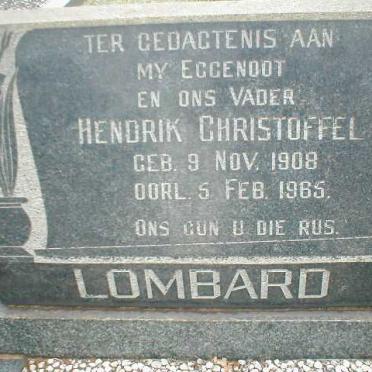 TER GEDAGTENIS AAN
MY EGGENOOT
EN ONS VADER
HENDRIK CHRISTOFFEL
GEB. 9 NOV. 1908
OORL. 5 FEB. 1965.
ONS GUN U DIE RUS.
LOMBARD